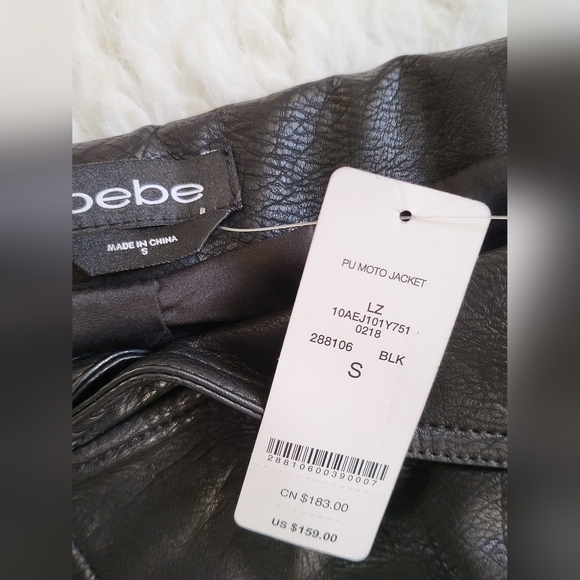 bebe
MADE IN CHINA
S
PU MOTO JACKET
LZ
10AEJ101Y751
0218
288106 BLK
S
28810600390007
CN $183.00
US $159.00